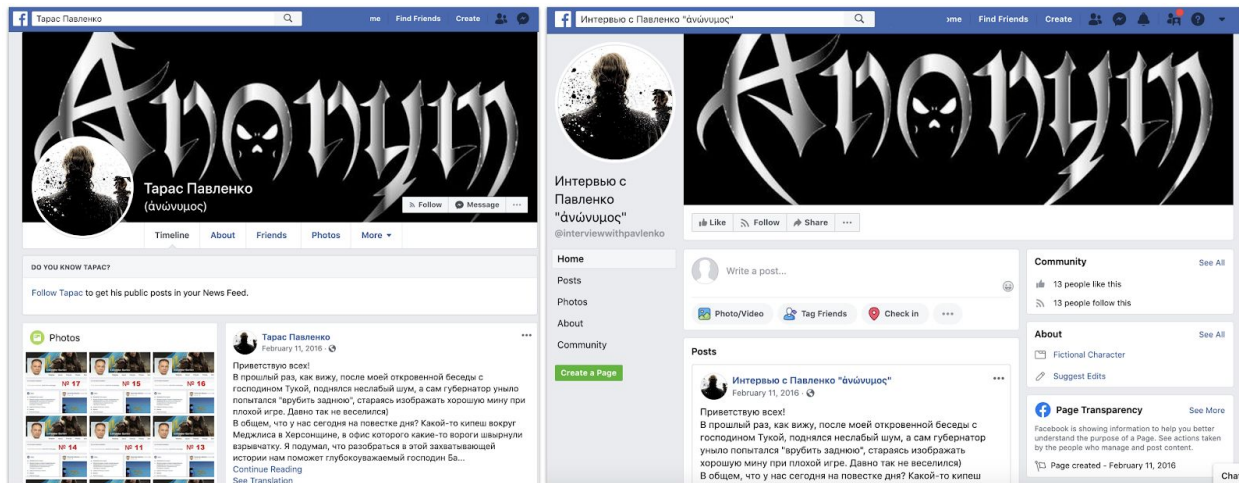 Тарас Павленко
me Find Friends Create
Anonym
Тарас Павленко
(ἀνώνυμος)
Follow Message ...
Timeline About Friends Photos More
DO YOU KNOW ТАРАС?
Follow Тарас to get his public posts in your News Feed.
Photos
№ 17 № 15 № 16
№ 14 № 11 № 13
Тарас Павленко
February 11, 2016
Приветствую всех!
В прошлый раз, как вижу, после моей откровенной беседы с
господином Тукой, поднялся неслабый шум, а сам губернатор уныло
попытался "врубить заднюю", стараясь изображать хорошую мину при
плохой игре. Давно так не веселился)
В общем, что у нас сегодня на повестке дня? Какой-то кипеш вокруг
Меджлиса в Херсонщине, в офис которого какие-то вороги швырнули
взрывчатку. Я подумал, что разобраться в этой захватывающей
истории нам поможет глубокоуважаемый господин Ба...
Continue Reading
See Translation
Интервью с Павленко "ἀνώνυμος"
ome Find Friends Create
Anonym
Интервью с
Павленко
"ἀνώνυμος"
@interviewwithpavlenko
Home
Posts
Photos
About
Community
Create a Page
Like Follow Share ...
Write a post...
Photo/Video Tag Friends Check in ...
Posts
Интервью с Павленко "ἀνώνυμος"
February 11, 2016
Приветствую всех!
В прошлый раз, как вижу, после моей откровенной беседы с
господином Тукой, поднялся неслабый шум, а сам губернатор
уныло попытался "врубить заднюю", стараясь изображать
хорошую мину при плохой игре. Давно так не веселился)
В общем, что у нас сегодня на повестке дня? Какой-то кипеш
Community See All
13 people like this
13 people follow this
About See All
Fictional Character
Suggest Edits
Page Transparency See More
Facebook is showing information to help you better
understand the purpose of a Page. See actions taken
by the people who manage and post content.
Page created - February 11, 2016
Chat